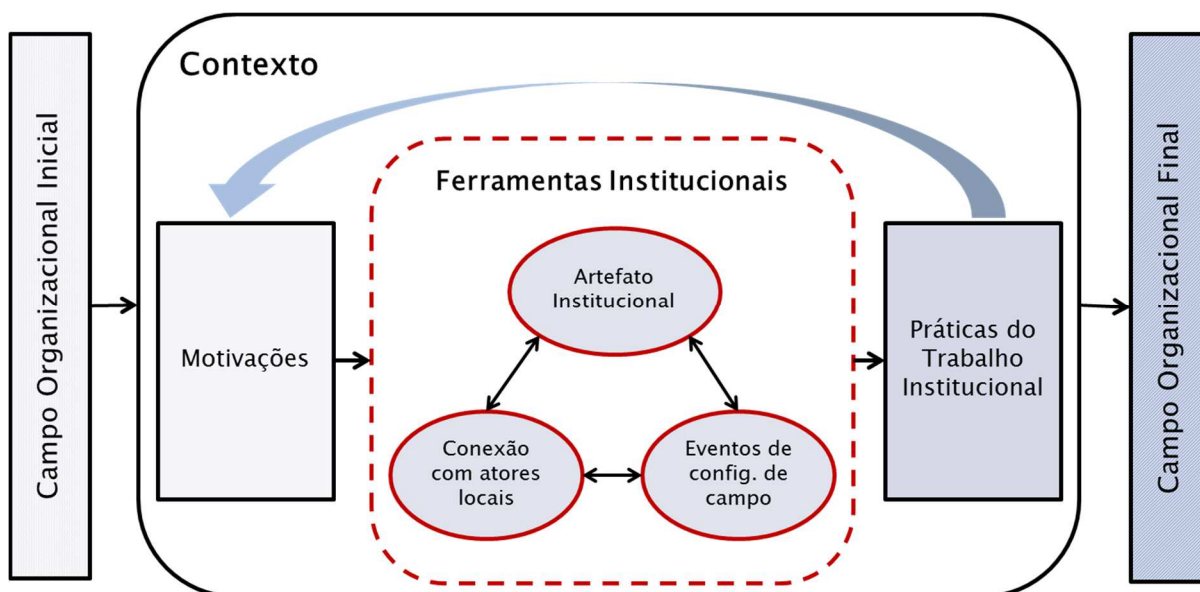 Campo Organizacional Inicial
Contexto
Ferramentas Institucionais
Motivações
Artefato
Institucional
Conexão
com atores
locais
Eventos de
config. de
campo
Práticas do
Trabalho
Institucional
Campo Organizacional Final